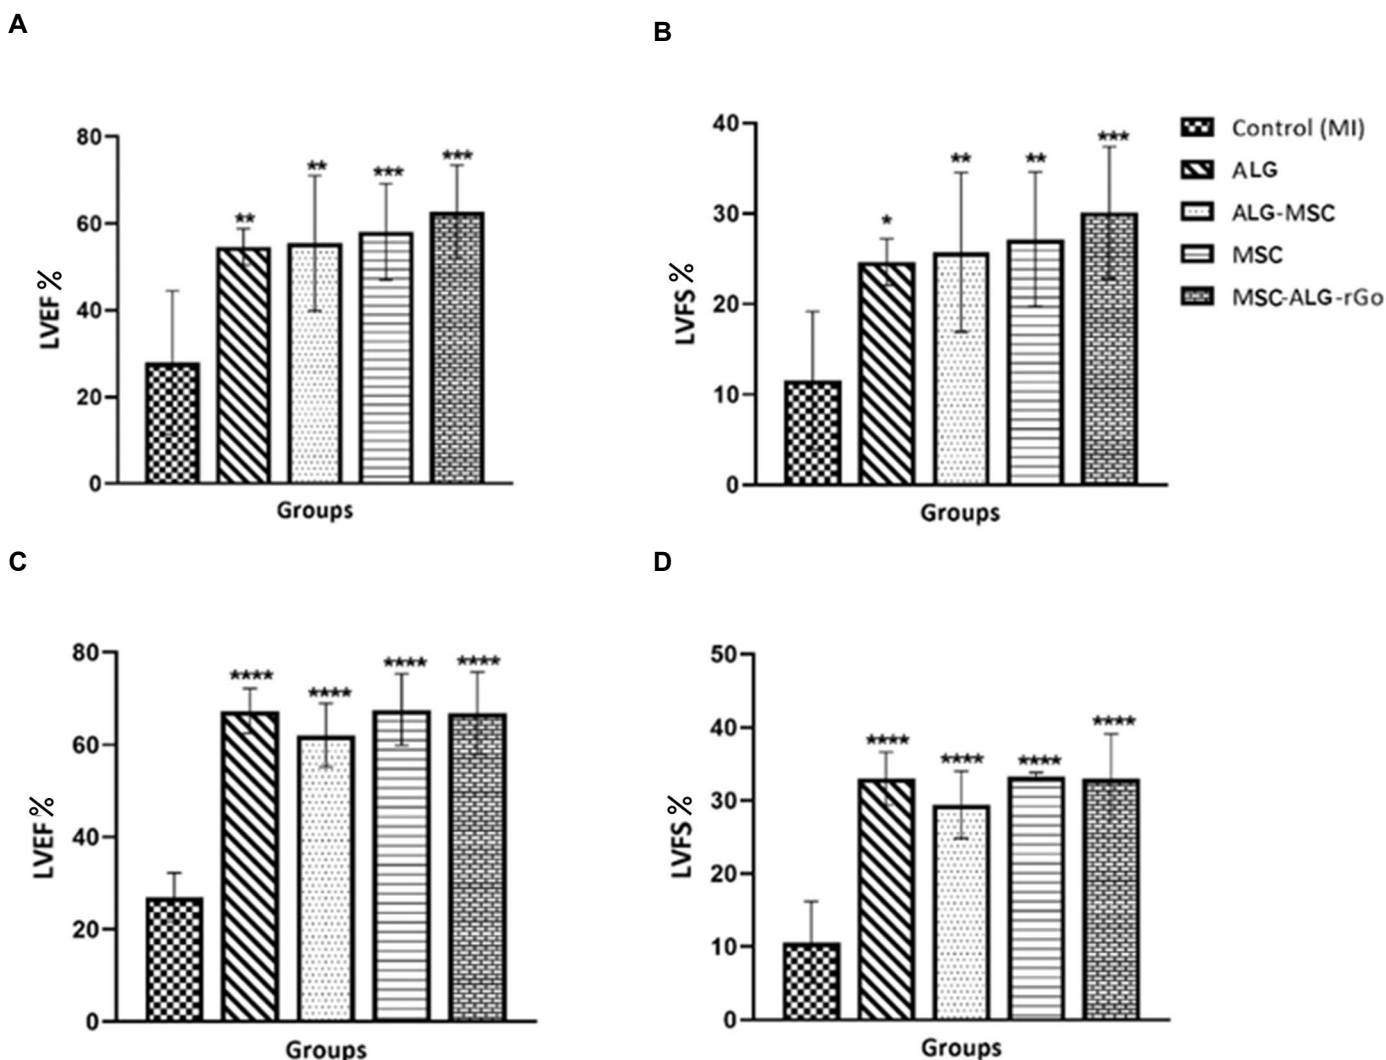 A
80
60
40
20
0
LVEF %
**
**
***
***
Groups
B
40
30
20
10
0
LVFS %
*
**
**
***
Groups
Control (MI)
ALG
ALG-MSC
MSC
MSC-ALG-rGo
C
80
60
40
20
0
LVEF %
****
****
****
****
Groups
D
50
40
30
20
10
0
LVFS %
****
****
****
****
Groups